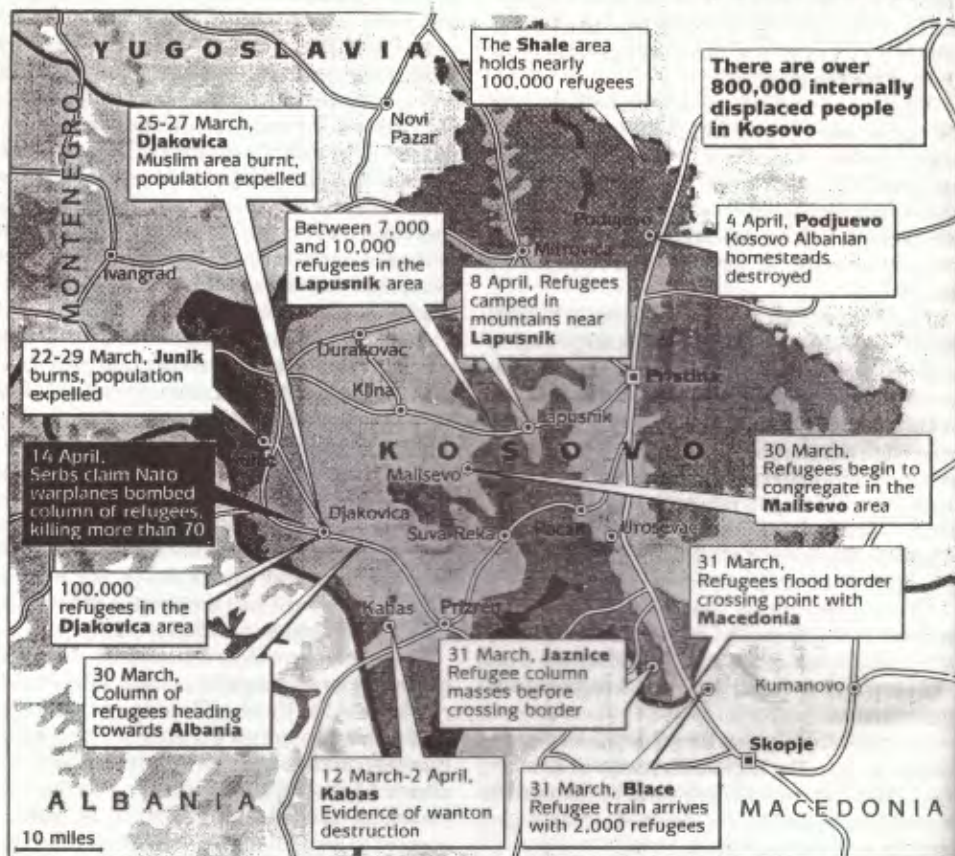 YUGOSLAVIA
The Shale area
holds nearly
100,000 refugees
There are over
800,000 internally
displaced people
in Kosovo
MONTENEGRO
25-27 March,
Djakovica
Muslim area burnt,
population expelled
Novi
Pazar
Between 7,000
and 10,000
refugees in the
Lapusnik area
Podujevo
4 April, Podjuevo
Kosovo Albanian
homesteads
destroyed
Mitrovica
Ivangrad
8 April, Refugees
camped in
mountains near
Lapusnik
22-29 March, Junik
burns, population
expelled
Durakovac
Klina
Pristina
Lapusnik
KOSOVO
14 April,
Serbs claim Nato
warplanes bombed
column of refugees,
killing more than 70
Malisevo
30 March,
Refugees begin to
congregate in the
Malisevo area
Djakovica
Suva Reka
Urosevac
100,000
refugees in the
Djakovica area
31 March,
Refugees flood border
crossing point with
Macedonia
Kabas
Prizren
30 March,
Column of
refugees heading
towards Albania
31 March, Jaznice
Refugee column
masses before
crossing border
Kumanovo
Skopje
12 March-2 April,
Kabas
Evidence of wanton
destruction
31 March, Blace
Refugee train arrives
with 2,000 refugees
ALBANIA
MACEDONIA
10 miles